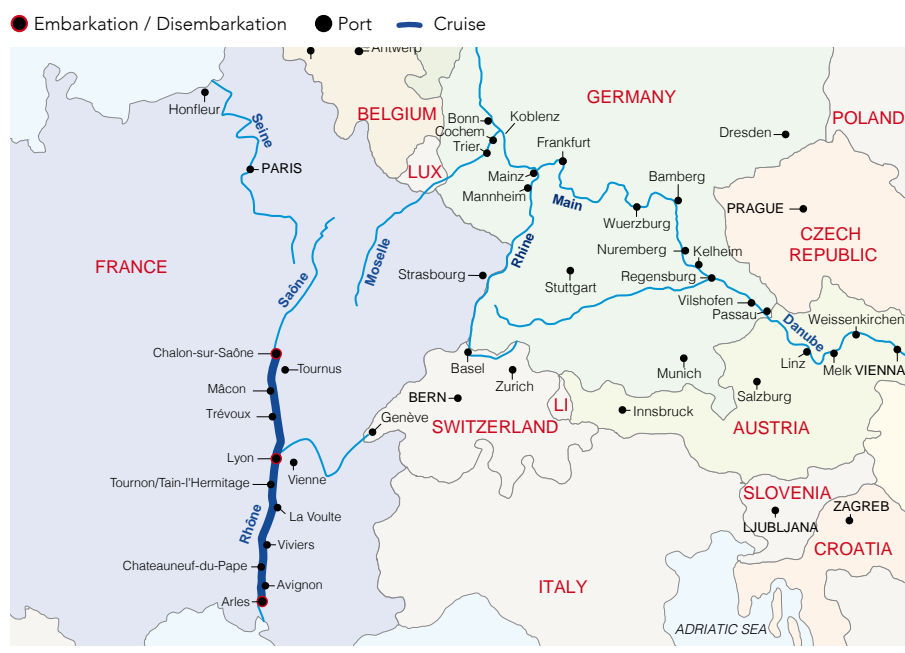 Embarkation / Disembarkation Port Cruise
Antwerp
Honfleur
Seine
PARIS
BELGIUM
LUX
GERMANY
POLAND
Bonn
Koblenz
Cochem
Trier
Frankfurt
Dresden
Mainz
Mannheim
Main
Bamberg
Wuerzburg
PRAGUE
CZECH
REPUBLIC
Moselle
Rhine
Nuremberg
Kelheim
Regensburg
FRANCE
Saône
Strasbourg
Stuttgart
Vilshofen
Passau
Danube
Weissenkirchen
Chalon-sur-Saône
Tournus
Basel
Zurich
Munich
Linz
Melk
VIENNA
Salzburg
Mâcon
BERN
LI
Trévoux
Genève
SWITZERLAND
Innsbruck
AUSTRIA
Lyon
Vienne
Tournon/Tain-l'Hermitage
La Voulte
Rhône
Viviers
Chateauneuf-du-Pape
Avignon
Arles
SLOVENIA
LJUBLJANA
ZAGREB
CROATIA
ITALY
ADRIATIC SEA